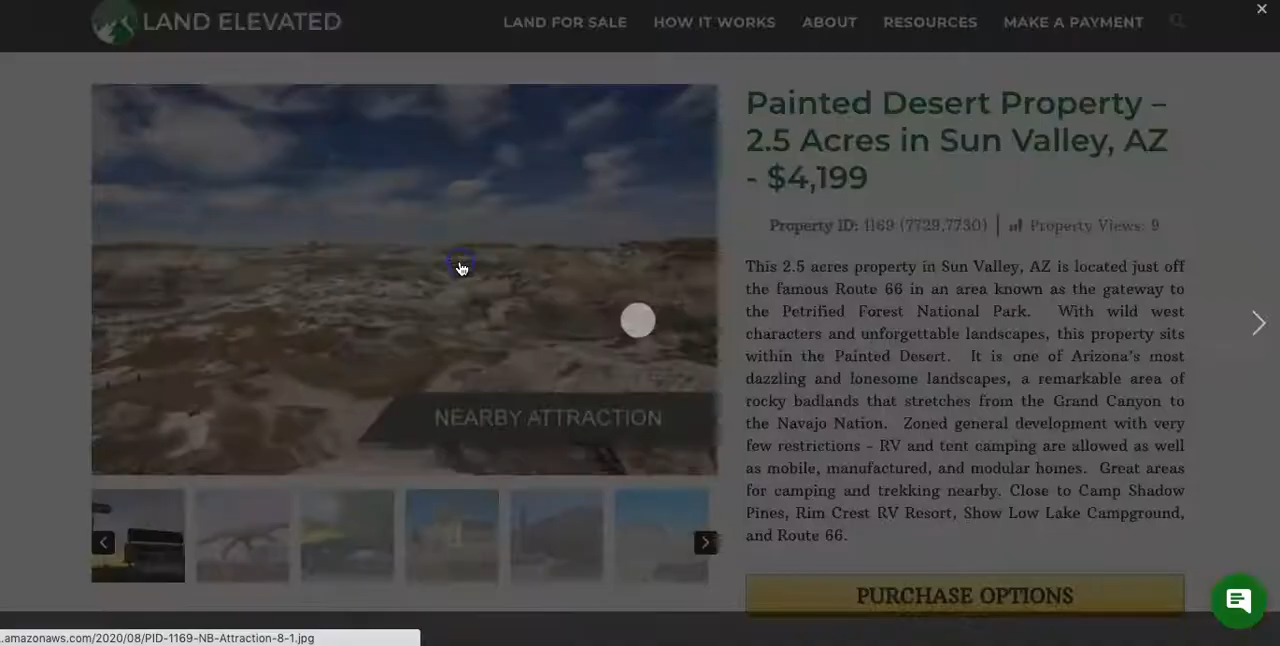 LAND ELEVATED
LAND FOR SALE HOW IT WORKS ABOUT RESOURCES MAKE A PAYMENT
NEARBY ATTRACTION
Painted Desert Property –
2.5 Acres in Sun Valley, AZ
- $4,199
Property ID: 1169 (7729,7730) | Property Views: 9
This 2.5 acres property in Sun Valley, AZ is located just off
the famous Route 66 in an area known as the gateway to
the Petrified Forest National Park. With wild west
characters and unforgettable landscapes, this property sits
within the Painted Desert. It is one of Arizona's most
dazzling and lonesome landscapes, a remarkable area of
rocky badlands that stretches from the Grand Canyon to
the Navajo Nation. Zoned general development with very
few restrictions - RV and tent camping are allowed as well
as mobile, manufactured, and modular homes. Great areas
for camping and trekking nearby. Close to Camp Shadow
Pines, Rim Crest RV Resort, Show Low Lake Campground,
and Route 66.
PURCHASE OPTIONS
.amazonaws.com/2020/08/PID-1169-NB-Attraction-8-1.jpg